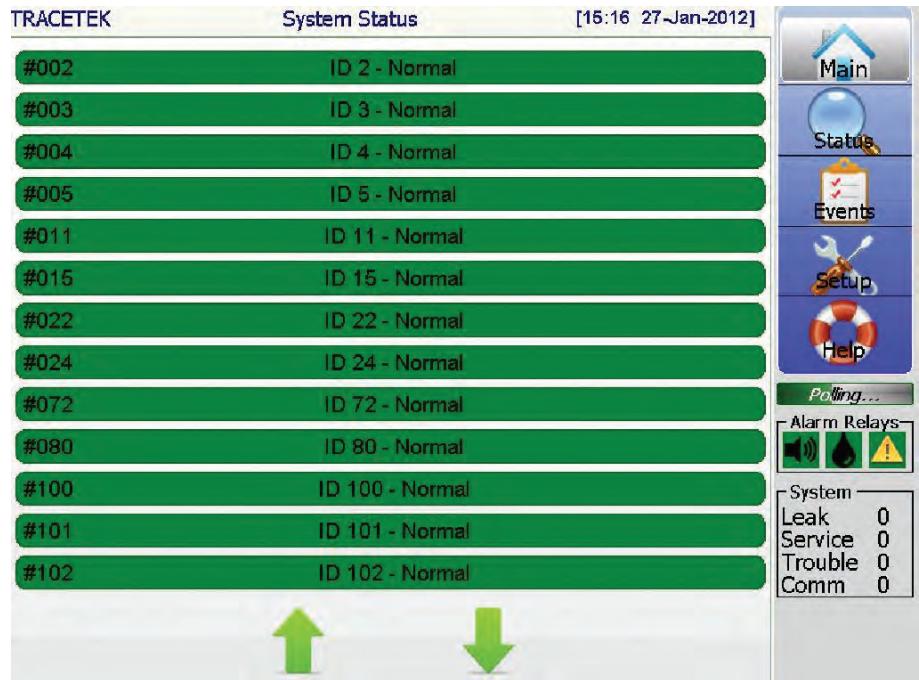 TRACETEK System Status [15:16 27-Jan-2012]
#002 ID 2 - Normal
#003 ID 3 - Normal
#004 ID 4 - Normal
#005 ID 5 - Normal
#011 ID 11 - Normal
#015 ID 15 - Normal
#022 ID 22 - Normal
#024 ID 24 - Normal
#072 ID 72 - Normal
#080 ID 80 - Normal
#100 ID 100 - Normal
#101 ID 101 - Normal
#102 ID 102 - Normal
Main
Status
Events
Setup
Help
Polling...
Alarm Relays
System
Leak 0
Service 0
Trouble 0
Comm 0